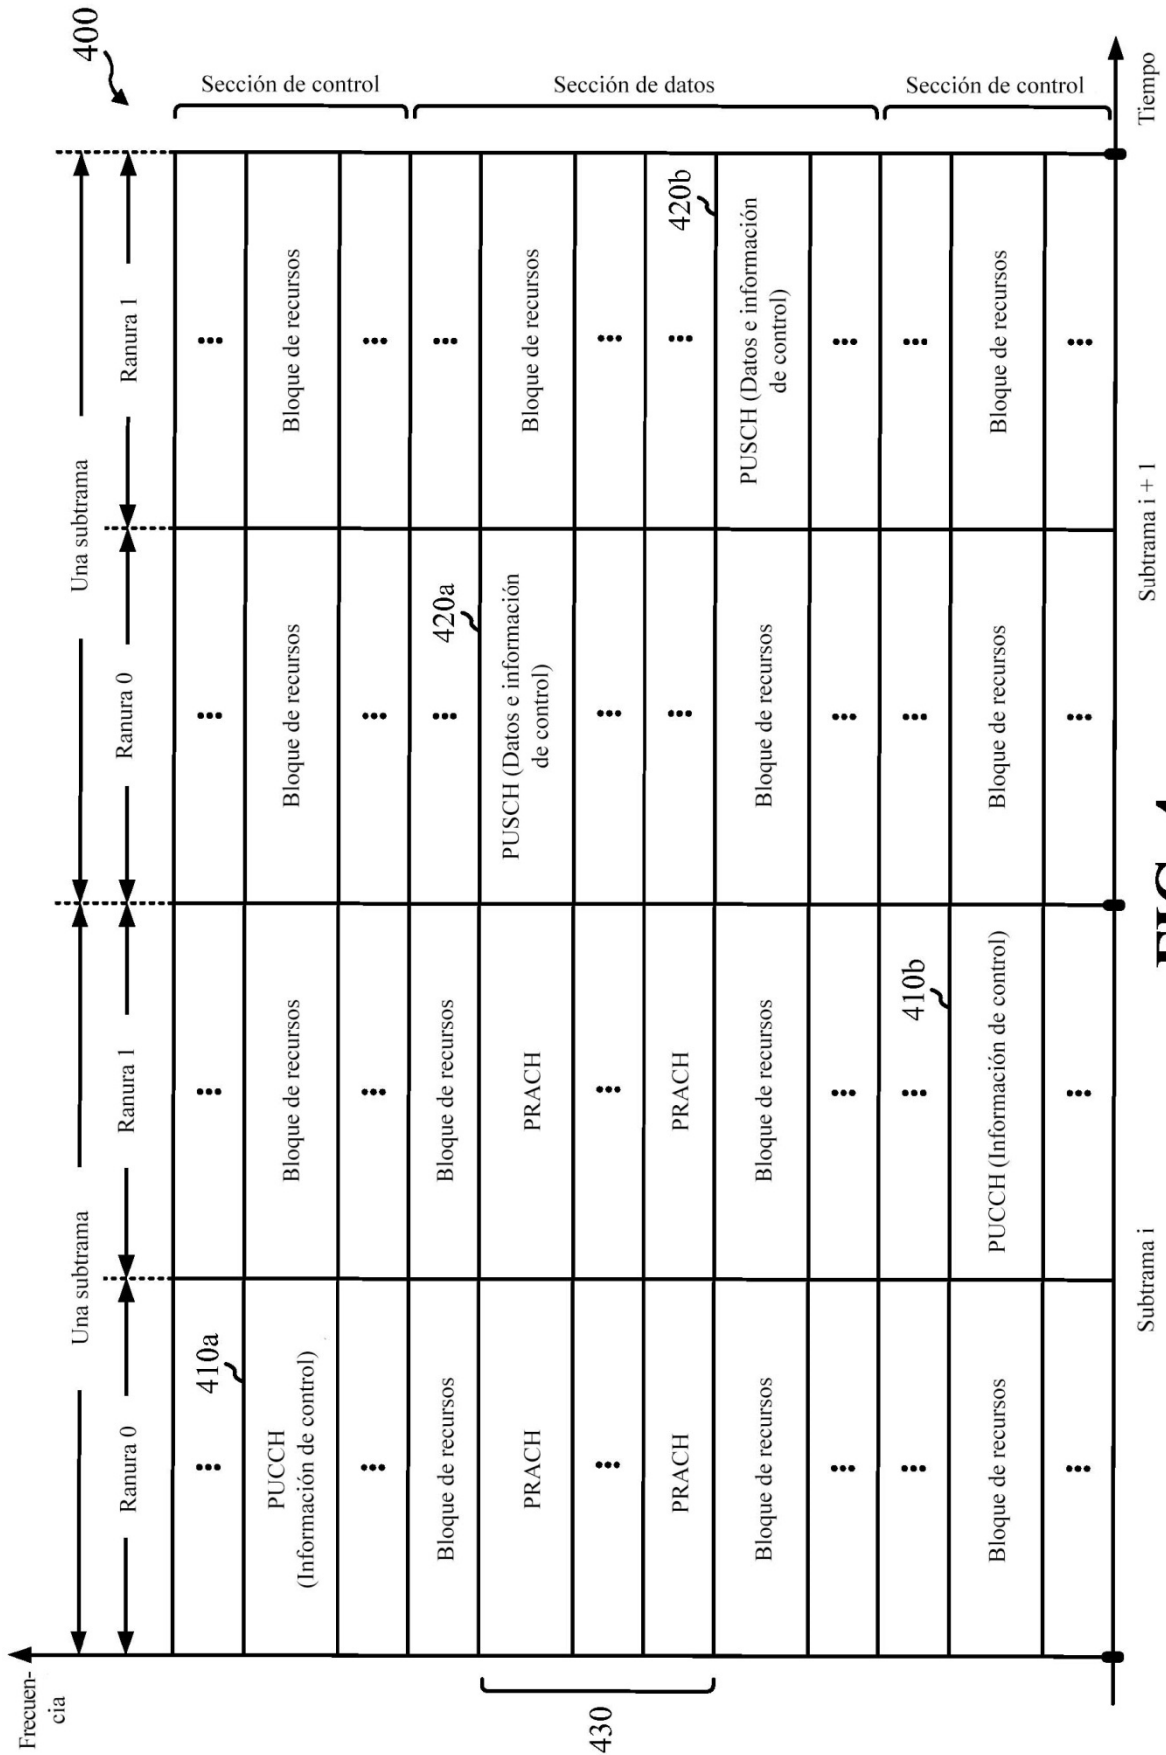 Frecuen-
cia
400
Una subtrama
Una subtrama
Ranura 0
Ranura 1
Ranura 0
Ranura 1
...
410a
...
...
...
Sección de control
PUCCH
(Información de control)
Bloque de recursos
Bloque de recursos
Bloque de recursos
...
...
...
...
Bloque de recursos
Bloque de recursos
...
420a
...
430
PRACH
PRACH
PUSCH (Datos e información
de control)
Bloque de recursos
Sección de datos
...
...
...
...
PRACH
PRACH
...
...
420b
Bloque de recursos
Bloque de recursos
Bloque de recursos
PUSCH (Datos e información
de control)
...
...
...
...
...
...
410b
...
...
Bloque de recursos
PUCCH (Información de control)
Bloque de recursos
Bloque de recursos
Sección de control
...
...
...
...
Subtrama i
Subtrama i + 1
Tiempo